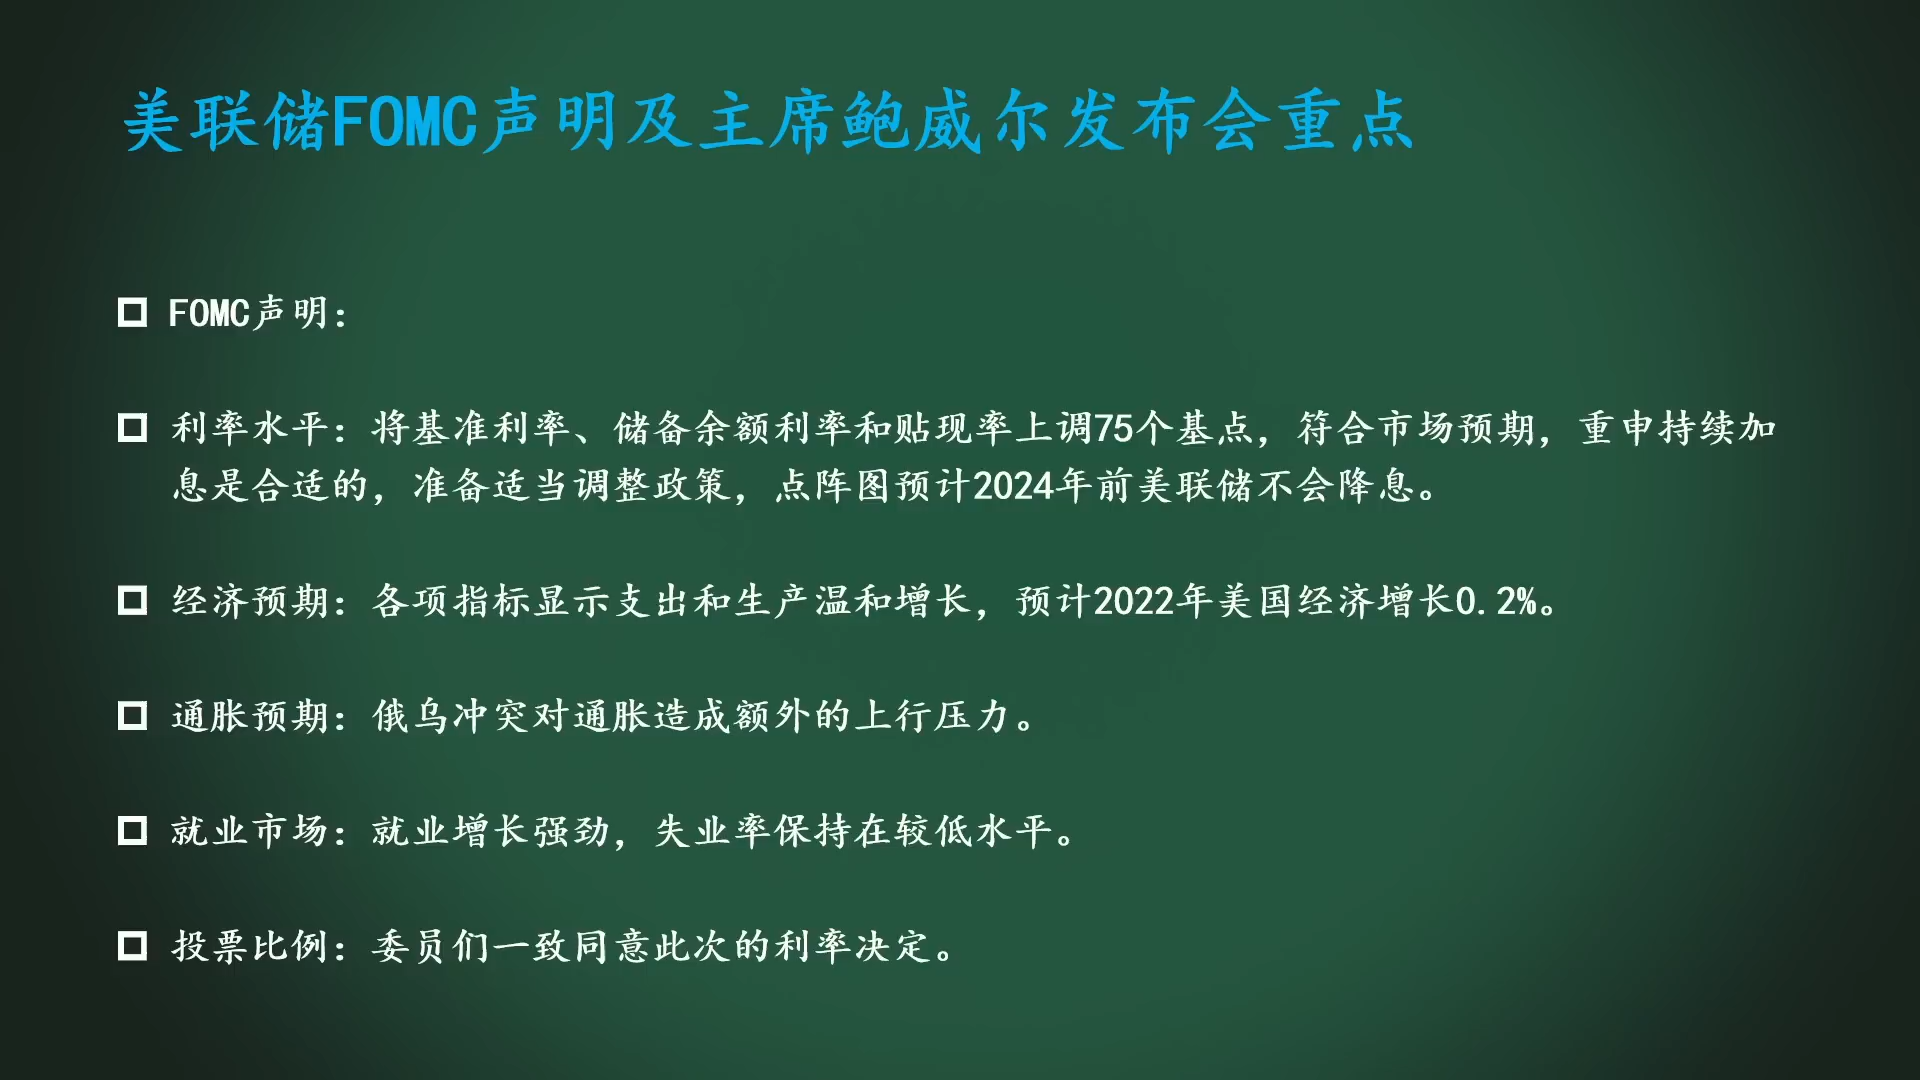 美联储FOMC声明及主席鲍威尔发布会重点
FOMC声明：
利率水平：将基准利率、储备余额利率和贴现率上调75个基点，符合市场预期，重申持续加
息是合适的，准备适当调整政策，点阵图预计2024年前美联储不会降息。
经济预期：各项指标显示支出和生产温和增长，预计2022年美国经济增长0.2%。
通胀预期：俄乌冲突对通胀造成额外的上行压力。
就业市场：就业增长强劲，失业率保持在较低水平。
投票比例：委员们一致同意此次的利率决定。